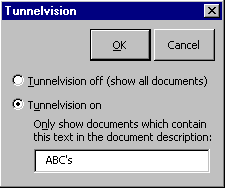 Tunnelvision
OK Cancel
Tunnelvision off (show all documents)
Tunnelvision on
Only show documents which contain
this text in the document description:
ABC's